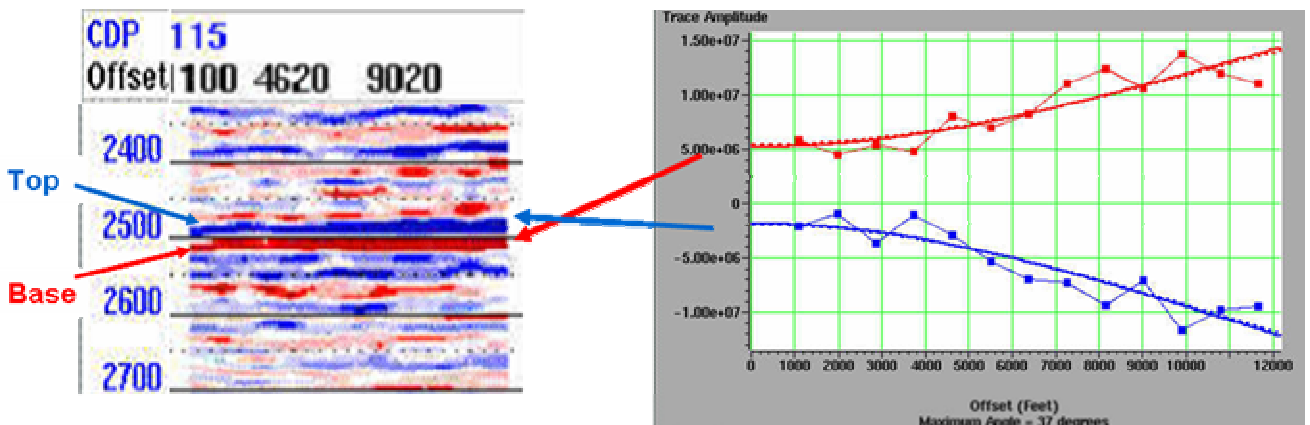 CDP 115
Offset 100 4620 9020
2400
Top
2500
Base
2600
2700
Trace Amplitude
1.50e+07
1.00e+07
5.00e+06
0
-5.00e+06
-1.00e+07
0 1000 2000 3000 4000 5000 6000 7000 8000 9000 10000 12000
Offset (Feet)
Maximum Angle = 37 degrees